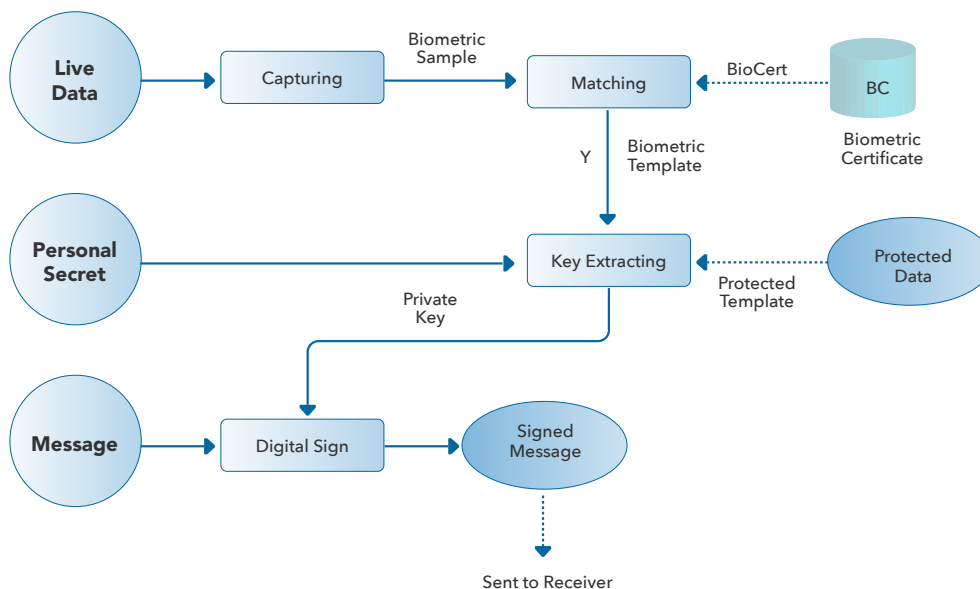 Live
Data
Capturing
Biometric
Sample
Matching
BioCert
BC
Biometric
Certificate
Y
Biometric
Template
Personal
Secret
Key Extracting
Protected
Template
Protected
Data
Private
Key
Message
Digital Sign
Signed
Message
Sent to Receiver